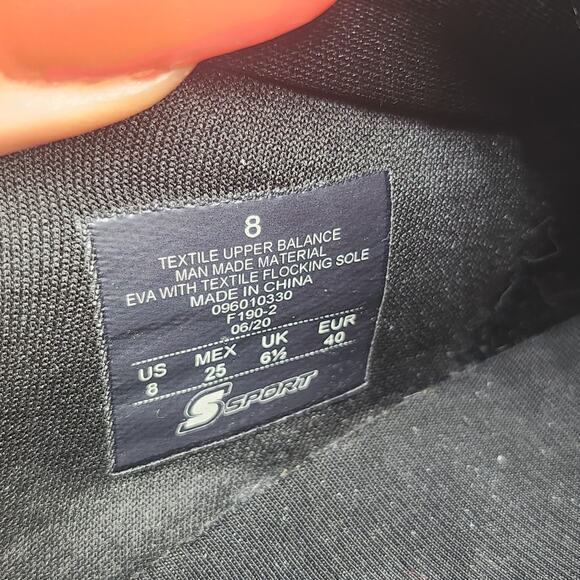 8
TEXTILE UPPER BALANCE
MAN MADE MATERIAL
EVA WITH TEXTILE FLOCKING SOLE
MADE IN CHINA
096010330
F190-2
06/20
US MEX UK EUR
8 25 6½ 40
S SPORT